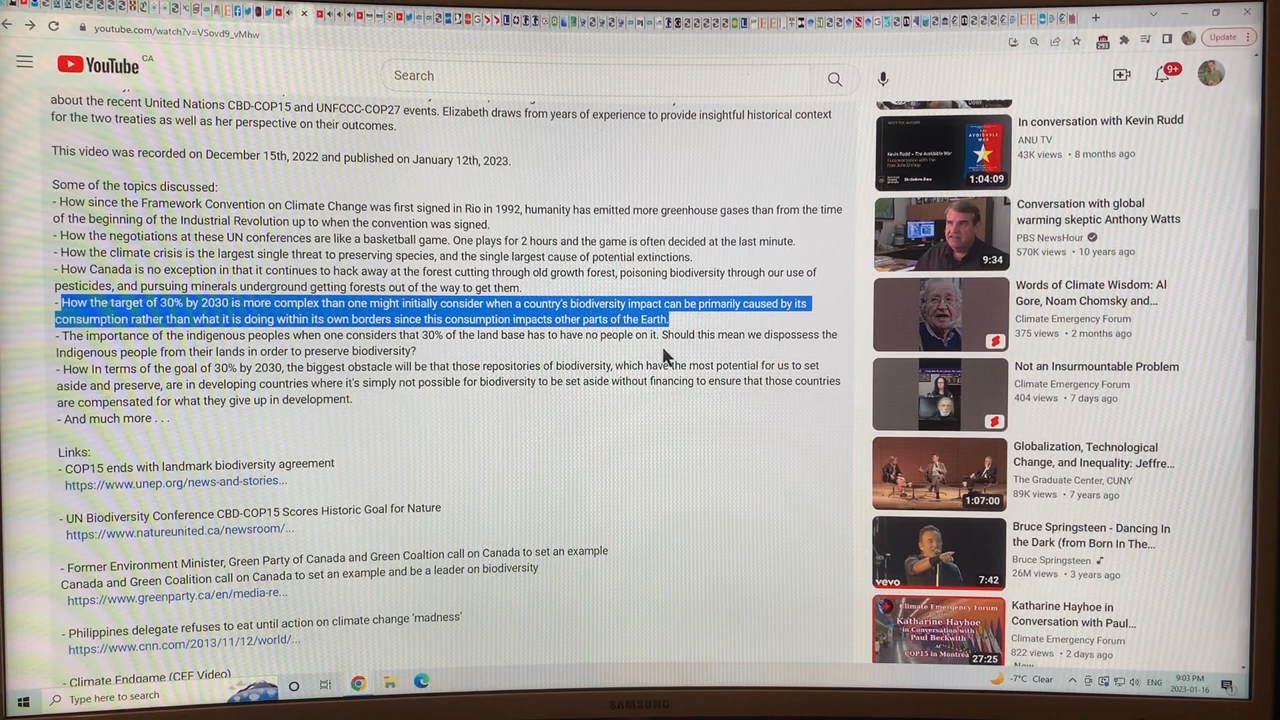 youtube.com/watch?v=VSovd9_vMhw
Update
YouTube CA
Search
9+
about the recent United Nations CBD-COP15 and UNFCCC-COP27 events. Elizabeth draws from years of experience to provide insightful historical context
for the two treaties as well as her perspective on their outcomes.
This video was recorded on December 15th, 2022 and published on January 12th, 2023.
Some of the topics discussed:
- How since the Framework Convention on Climate Change was first signed in Rio in 1992, humanity has emitted more greenhouse gases than from the time
of the beginning of the Industrial Revolution up to when the convention was signed.
- How the negotiations at these conferences are like a basketball game. One plays for 2 hours and the game is often decided at the last minute.
- How the climate crisis is the largest single threat to preserving species, and the single largest cause of potential extinctions.
- How Canada is no exception in that it continues to hack away at the forest cutting through old growth forest, poisoning biodiversity through our use of
pesticides, and pursuing minerals underground getting forests out of the way to get them.
- How the target of 30% by 2030 is more complex than one might initially consider when a country's biodiversity impact can be primarily caused by its
consumption rather than what it is doing within its own borders since this consumption impacts other parts of the Earth.
- The importance of the indigenous peoples when one considers that 30% of the land base has to have no people on it. Should this mean we dispossess the
Indigenous people from their lands in order to preserve biodiversity?
- How In terms of the goal of 30% by 2030, the biggest obstacle will be that those repositories of biodiversity, which have the most potential for us to set
aside and preserve, are in developing countries where it's simply not possible for biodiversity to be set aside without financing to ensure that those countries
are compensated for what they give up in development.
- And much more . . .
Links:
- COP15 ends with landmark biodiversity agreement
https://www.unep.org/news-and-stories...
- UN Biodiversity Conference CBD-COP15 Scores Historic Goal for Nature
https://www.natureunited.ca/newsroom/...
- Former Environment Minister, Green Party of Canada and Green Coaltion call on Canada to set an example
Canada and Green Coalition call on Canada to set an example and be a leader on biodiversity
https://www.greenparty.ca/en/media-re...
- Philippines delegate refuses to eat until action on climate change 'madness'
https://www.cnn.com/2013/11/12/world/...
- Climate Endgame (CEF Video)
In conversation with Kevin Rudd
ANU TV
43K views • 8 months ago
1:04:09
Conversation with global
warming skeptic Anthony Watts
PBS NewsHour
570K views • 10 years ago
9:34
Words of Climate Wisdom: Al
Gore, Noam Chomsky and...
Climate Emergency Forum
375 views • 2 months ago
Not an Insurmountable Problem
Climate Emergency Forum
404 views • 7 days ago
Globalization, Technological
Change, and Inequality: Jeffre...
The Graduate Center, CUNY
89K views • 7 years ago
1:07:00
Bruce Springsteen - Dancing In
the Dark (from Born In The...
Bruce Springsteen
26M views • 3 years ago
vevo
7:42
Climate Emergency Forum
Katharine Hayhoe
in Conversation with
Paul Beckwith
COP15 in Montréal
27:25
Katharine Hayhoe in
Conversation with Paul...
Climate Emergency Forum
822 views • 2 days ago
Type here to search
-7°C Clear
ENG
9:03 PM
2023-01-16
SAMSUNG